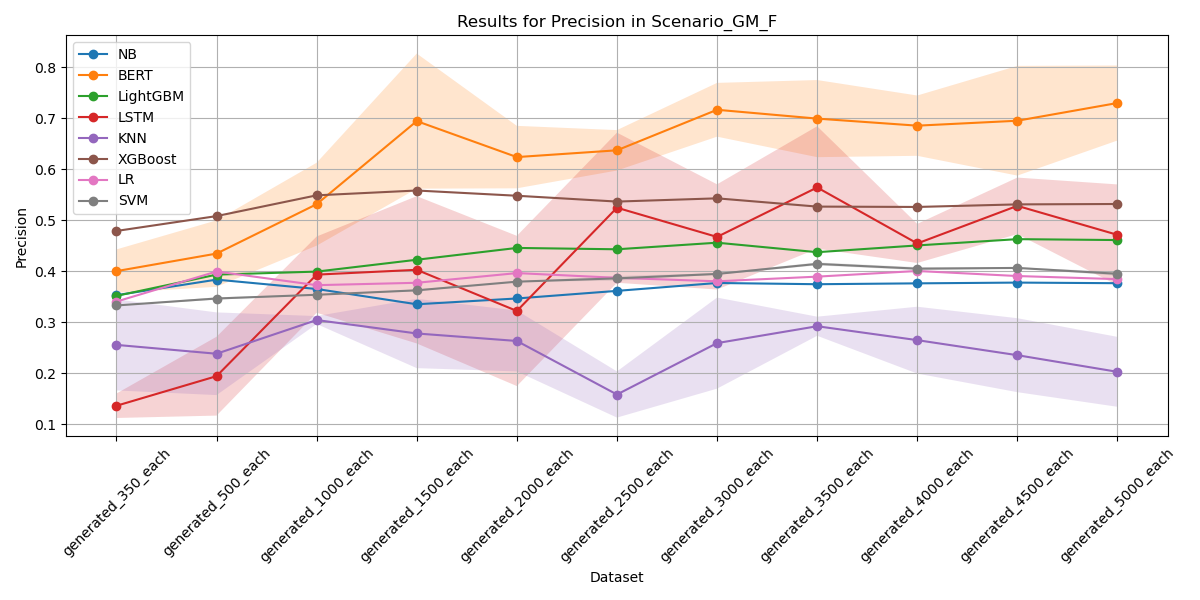 Results for Precision in Scenario_GM_F
NB
BERT
LightGBM
LSTM
KNN
XGBoost
LR
SVM
Precision
0.8
0.7
0.6
0.5
0.4
0.3
0.2
0.1
generated_350_each
generated_500_each
generated_1000_each
generated_1500_each
generated_2000_each
generated_2500_each
generated_3000_each
generated_3500_each
generated_4000_each
generated_4500_each
generated_5000_each
Dataset